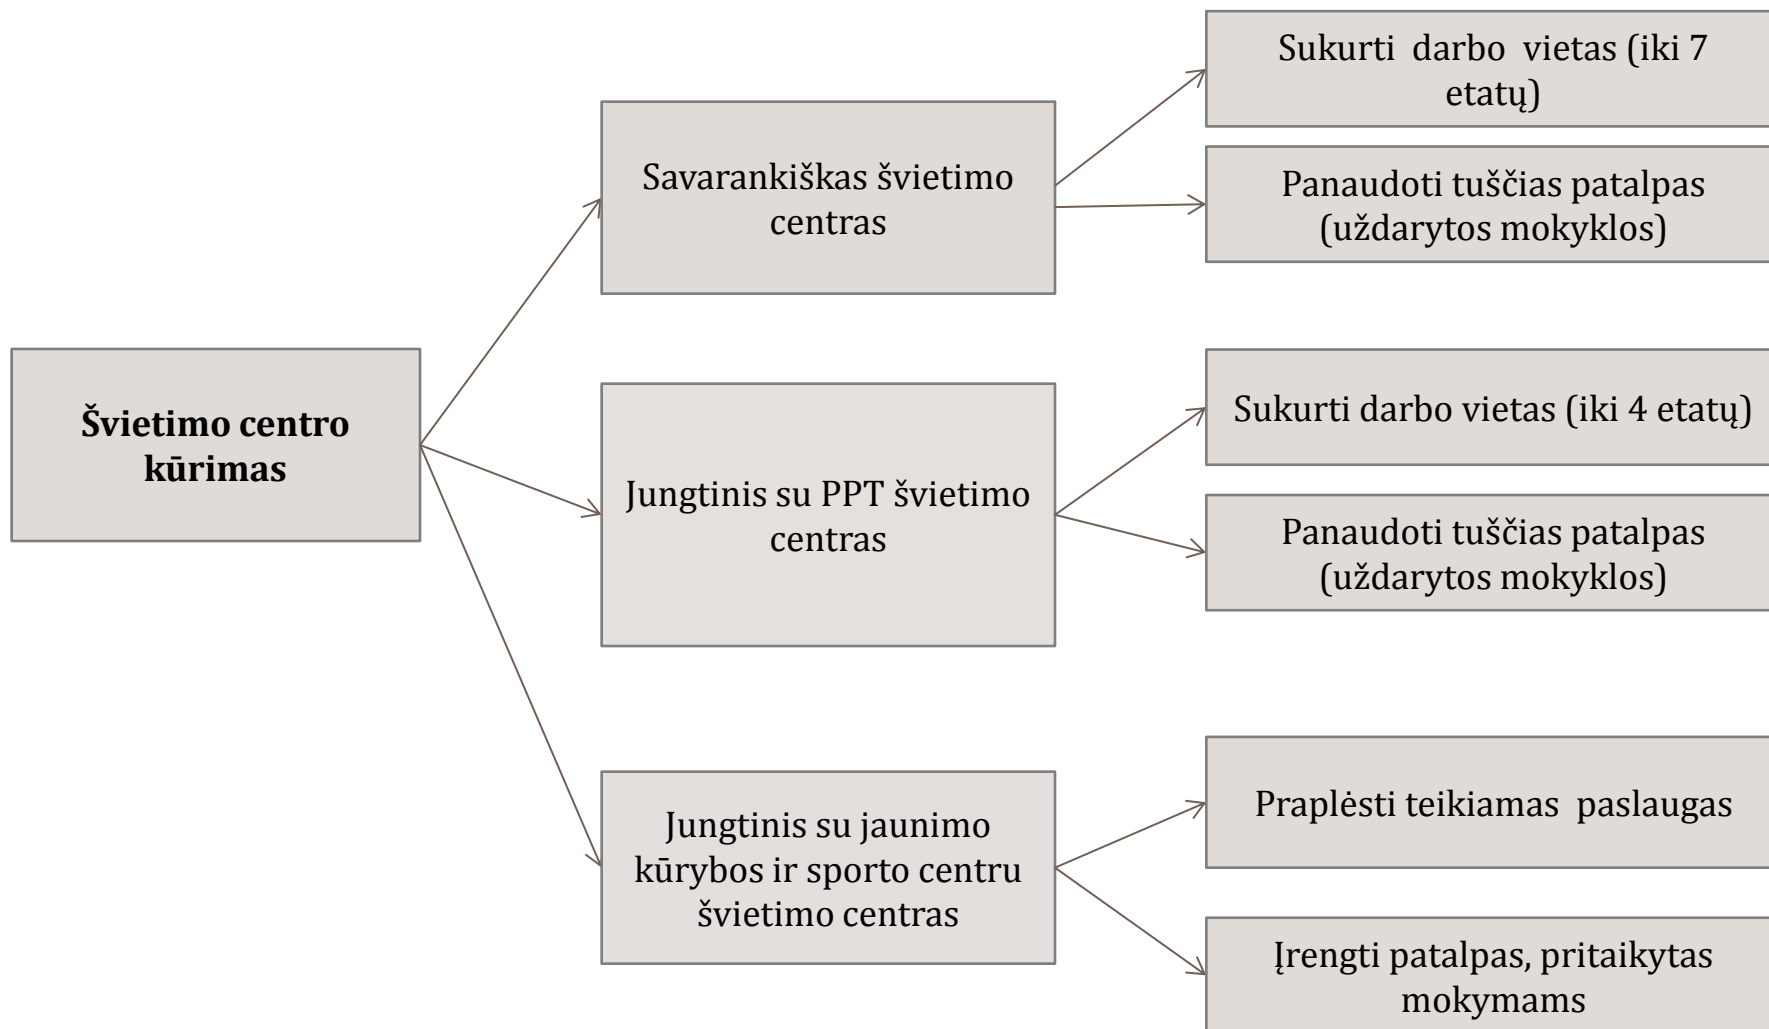 Švietimo centro
kūrimas
Savarankiškas švietimo
centras
Sukurti darbo vietas (iki 7
etatų)
Panaudoti tuščias patalpas
(uždarytos mokyklos)
Jungtinis su PPT švietimo
centras
Sukurti darbo vietas (iki 4 etatų)
Panaudoti tuščias patalpas
(uždarytos mokyklos)
Jungtinis su jaunimo
kūrybos ir sporto centru
švietimo centras
Praplėsti teikiamas paslaugas
Įrengti patalpas, pritaikytas
mokymams